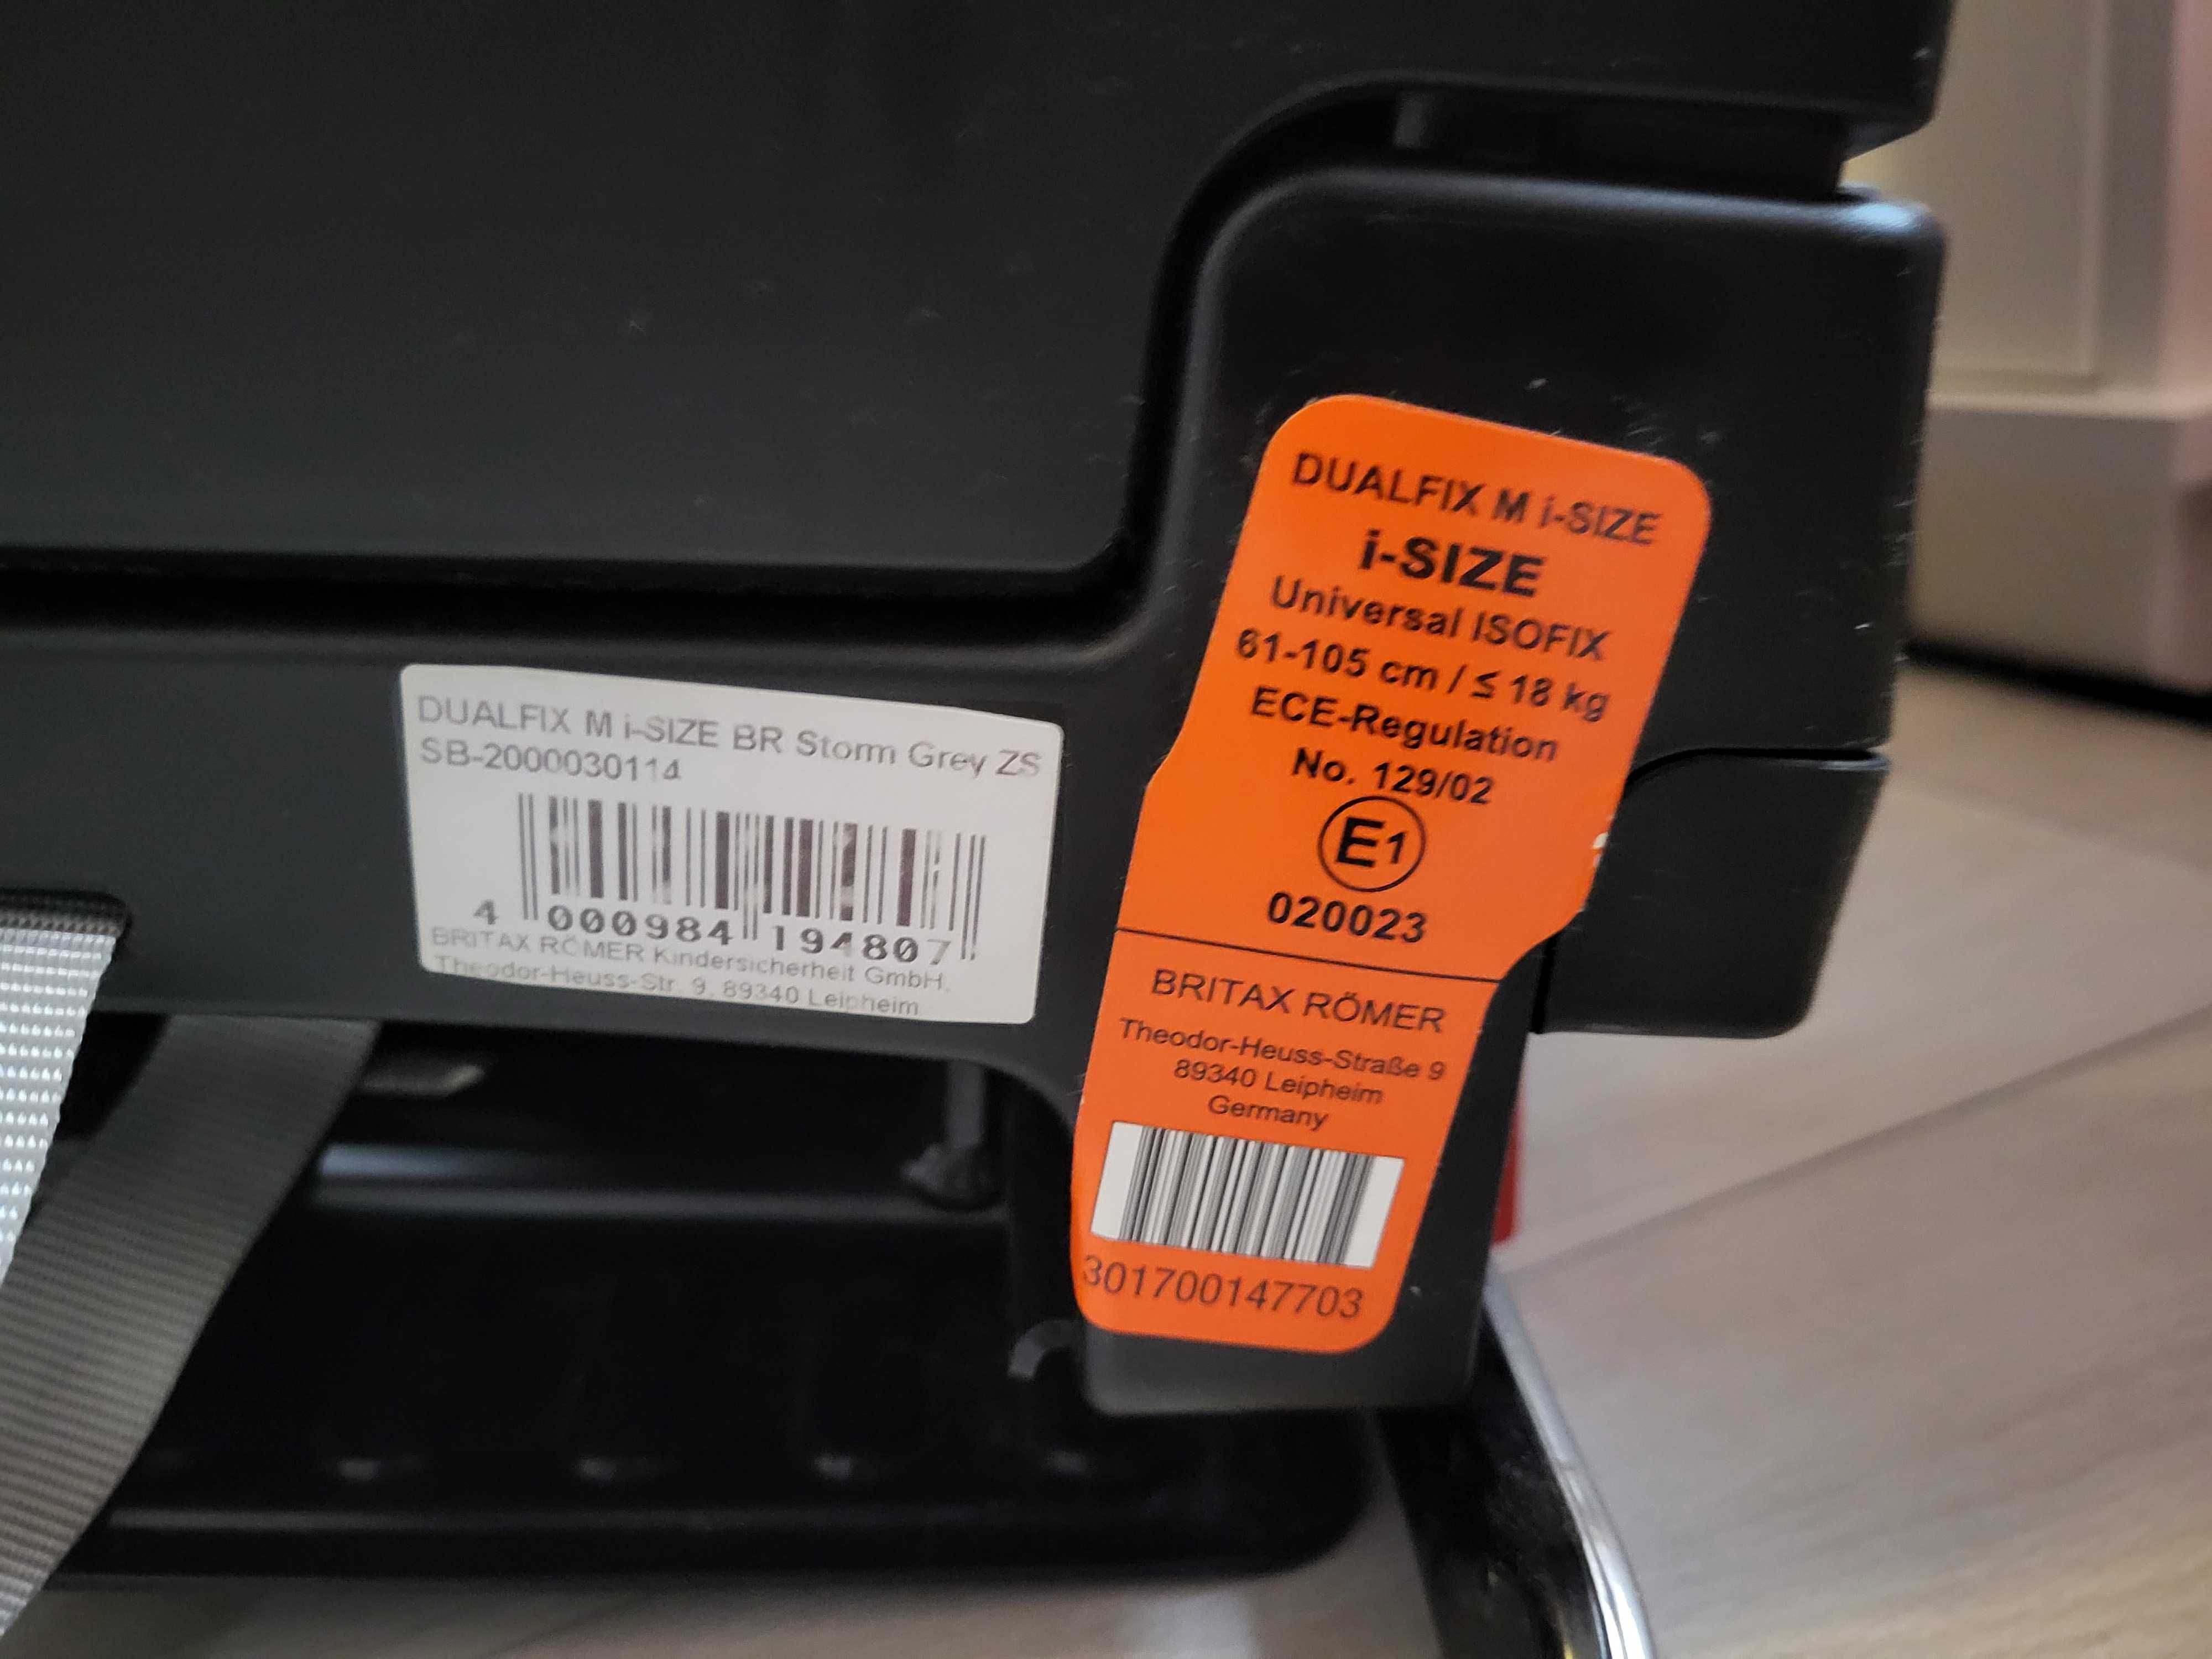 DUALFIX M i-SIZE BR Storm Grey ZS
SB-2000030114
4 000984 194807
BRITAX RÖMER Kindersicherheit GmbH,
Theodor-Heuss-Str. 9, 89340 Leipheim
DUALFIX M i-SIZE
i-SIZE
Universal ISOFIX
61-105 cm / ≤ 18 kg
ECE-Regulation
No. 129/02
E1
020023
BRITAX RÖMER
Theodor-Heuss-Straße 9
89340 Leipheim
Germany
301700147703